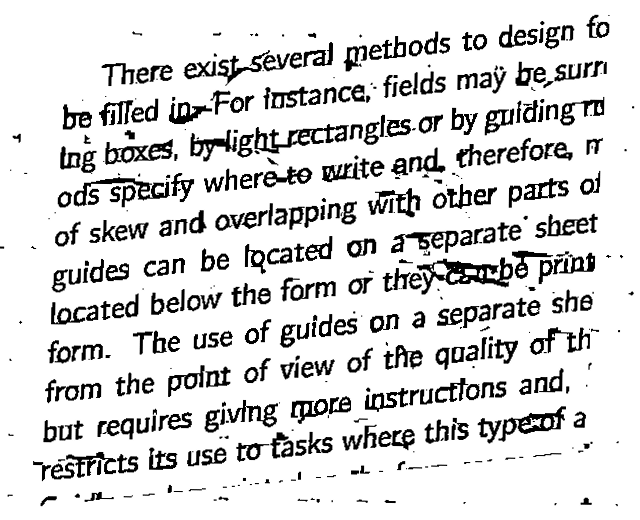 There exist several methods to design fo
be filled in. For instance, fields may be surr
ing boxes, by light rectangles or by guiding ru
ods specify where to write and, therefore, m
of skew and overlapping with other parts of
guides can be located on a separate sheet
located below the form or they can be print
form. The use of guides on a separate she
from the point of view of the quality of th
but requires giving more instructions and,
restricts its use to tasks where this type of a